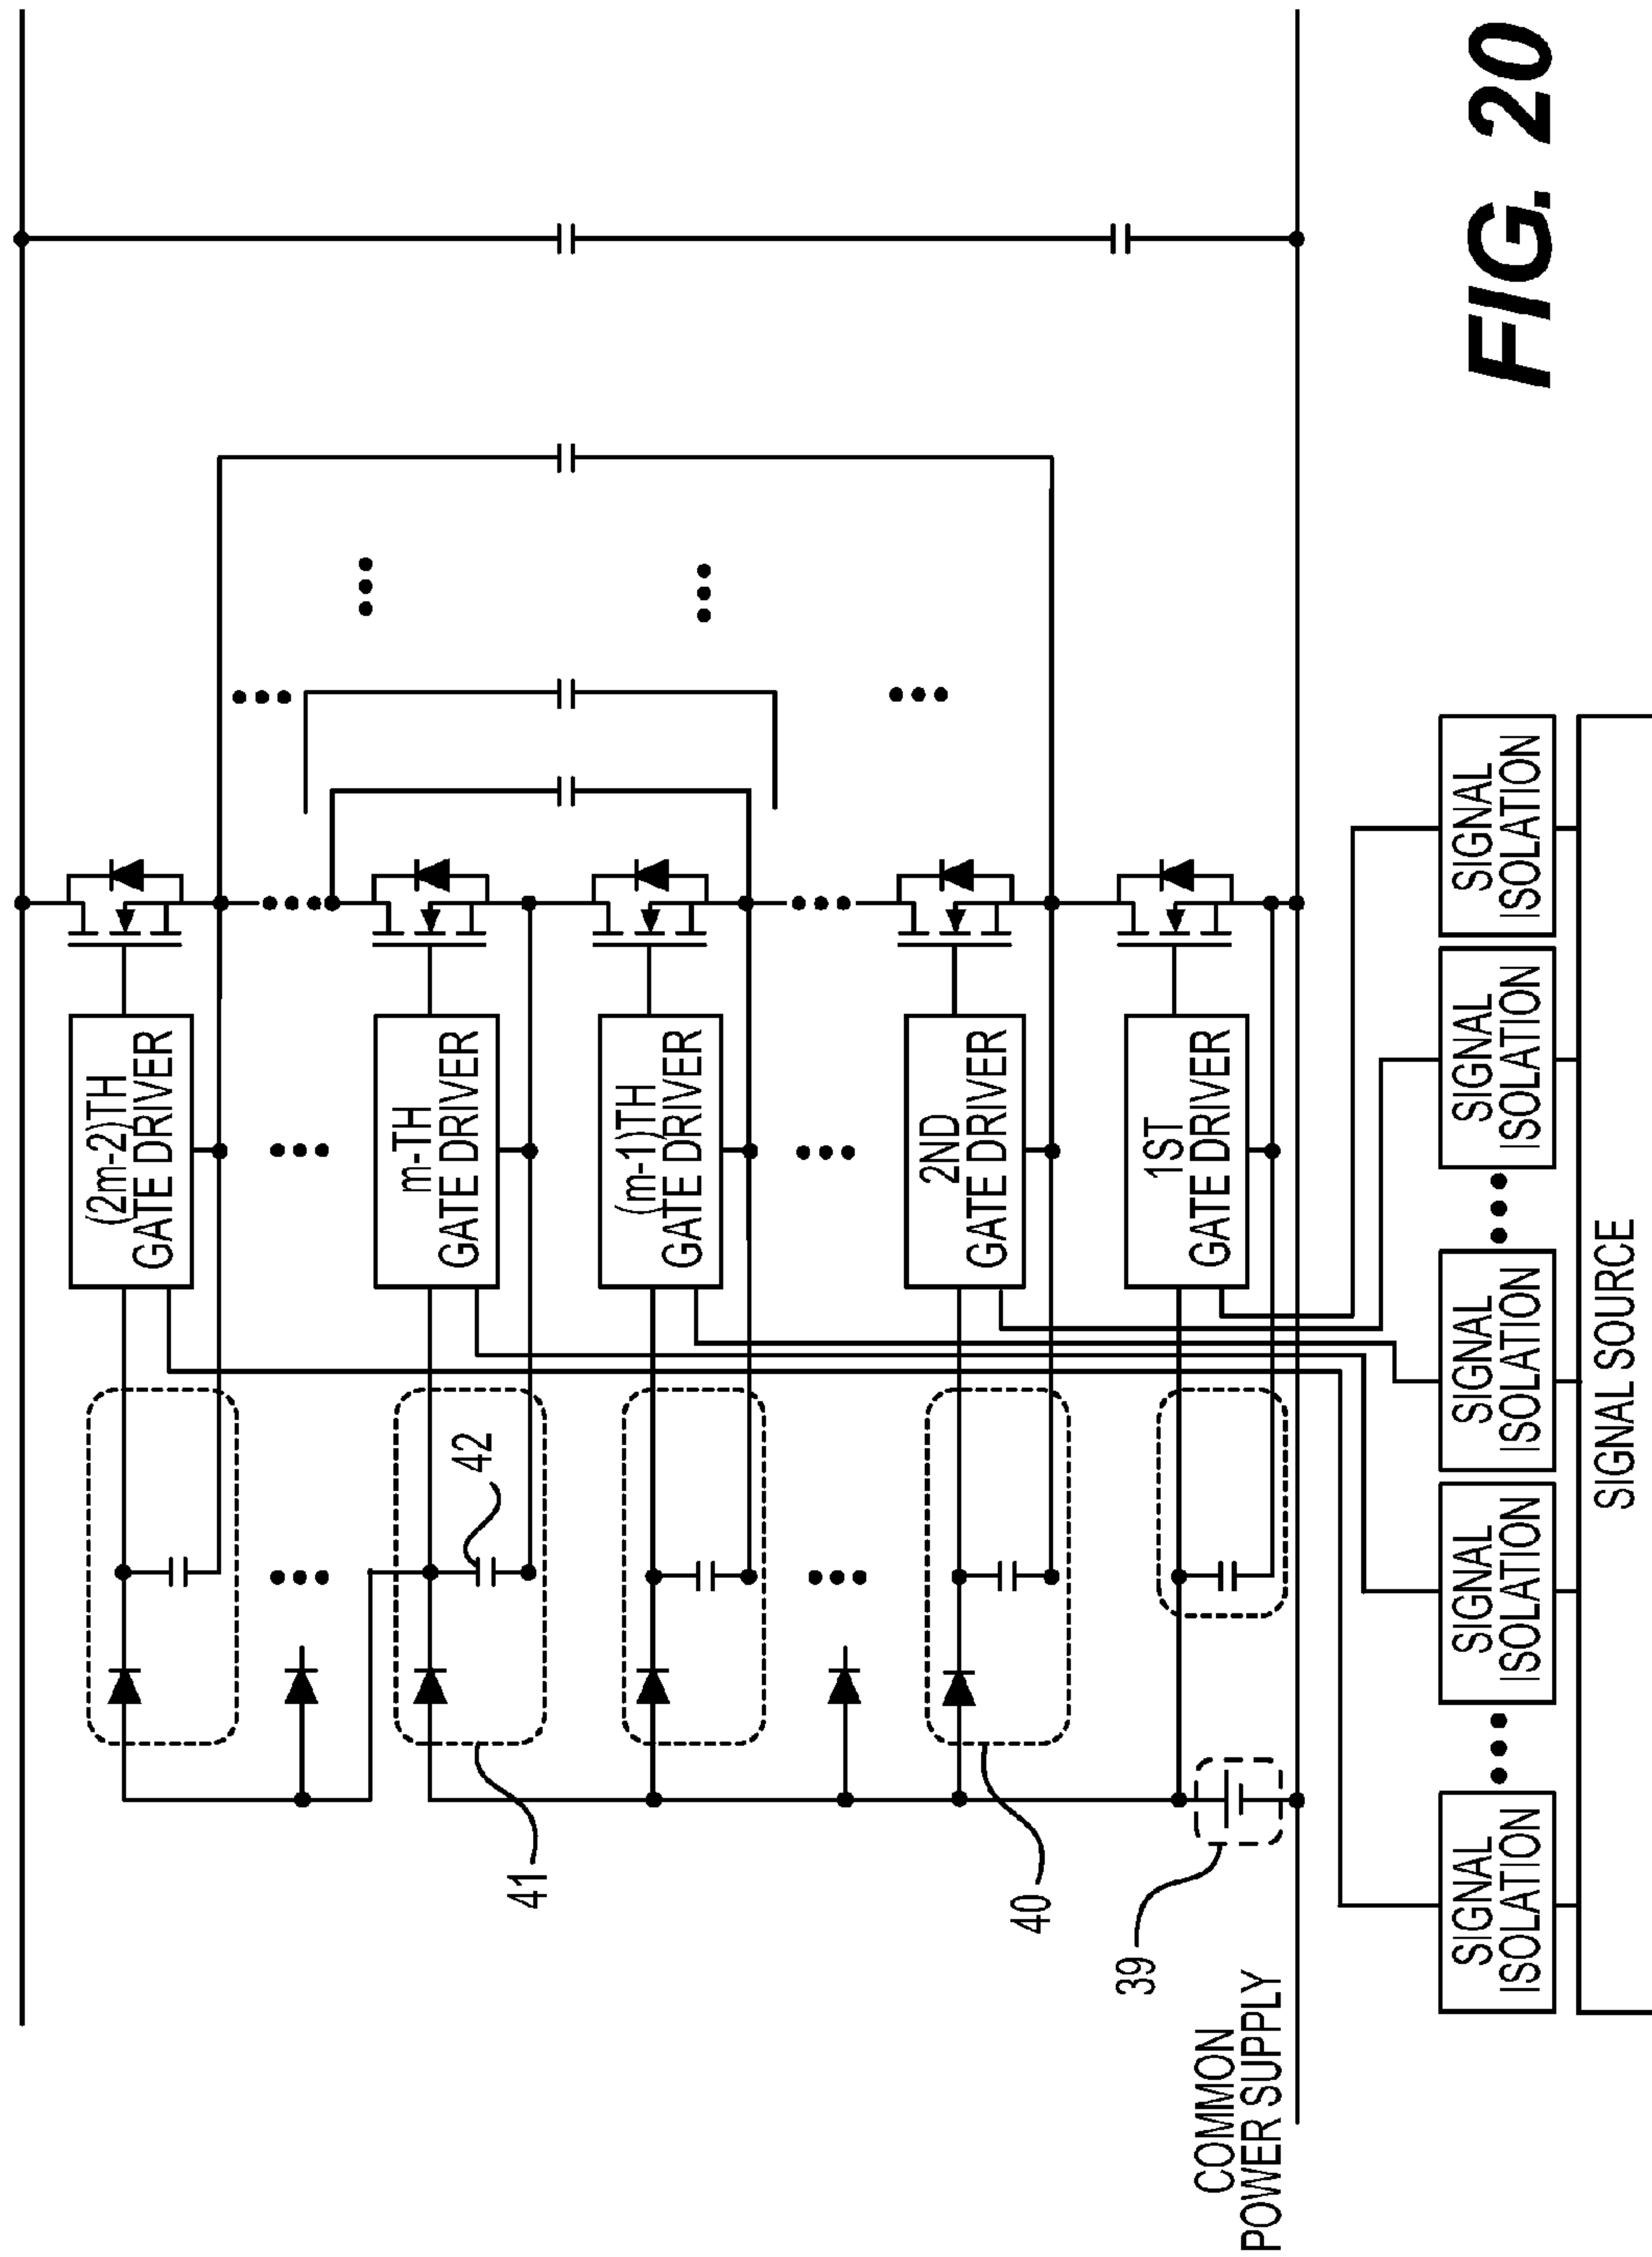 (2m-2)TH
GATE DRIVER
m-TH
GATE DRIVER
(m-1)TH
GATE DRIVER
2ND
GATE DRIVER
1ST
GATE DRIVER
42
41
40
39
COMMON
POWER SUPPLY
SIGNAL
ISOLATION
SIGNAL
ISOLATION
SIGNAL
ISOLATION
SIGNAL
ISOLATION
SIGNAL
ISOLATION
SIGNAL SOURCE
FIG. 20